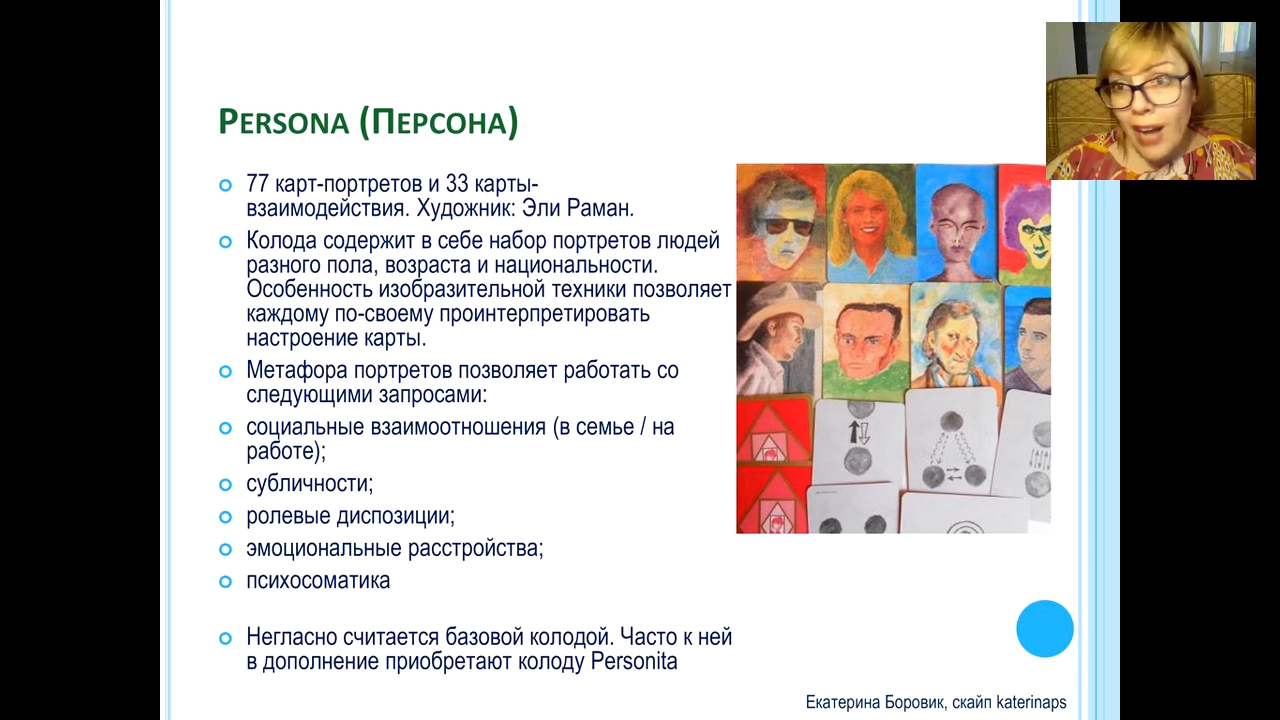 Persona (Персона)
77 карт-портретов и 33 карты-
взаимодействия. Художник: Эли Раман.
Колода содержит в себе набор портретов людей
разного пола, возраста и национальности.
Особенность изобразительной техники позволяет
каждому по-своему проинтерпретировать
настроение карты.
Метафора портретов позволяет работать со
следующими запросами:
социальные взаимоотношения (в семье / на
работе);
субличности;
ролевые диспозиции;
эмоциональные расстройства;
психосоматика
Негласно считается базовой колодой. Часто к ней
в дополнение приобретают колоду Personita
Екатерина Боровик, скайп katerinaps